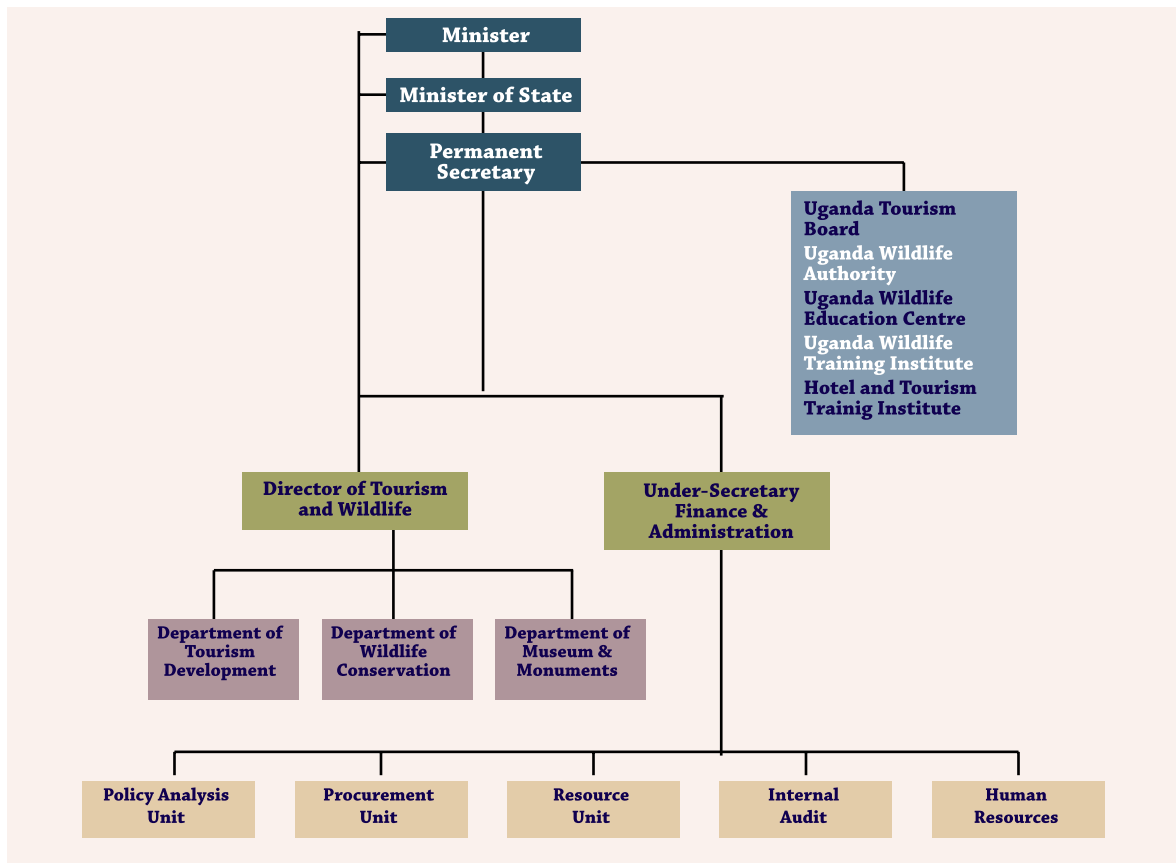 Minister
Minister of State
Permanent
Secretary
Uganda Tourism
Board
Uganda Wildlife
Authority
Uganda Wildlife
Education Centre
Uganda Wildlife
Training Institute
Hotel and Tourism
Trainig Institute
Director of Tourism
and Wildlife
Under-Secretary
Finance &
Administration
Department of
Tourism
Development
Department of
Wildlife
Conservation
Department of
Museum &
Monuments
Policy Analysis
Unit
Procurement
Unit
Resource
Unit
Internal
Audit
Human
Resources